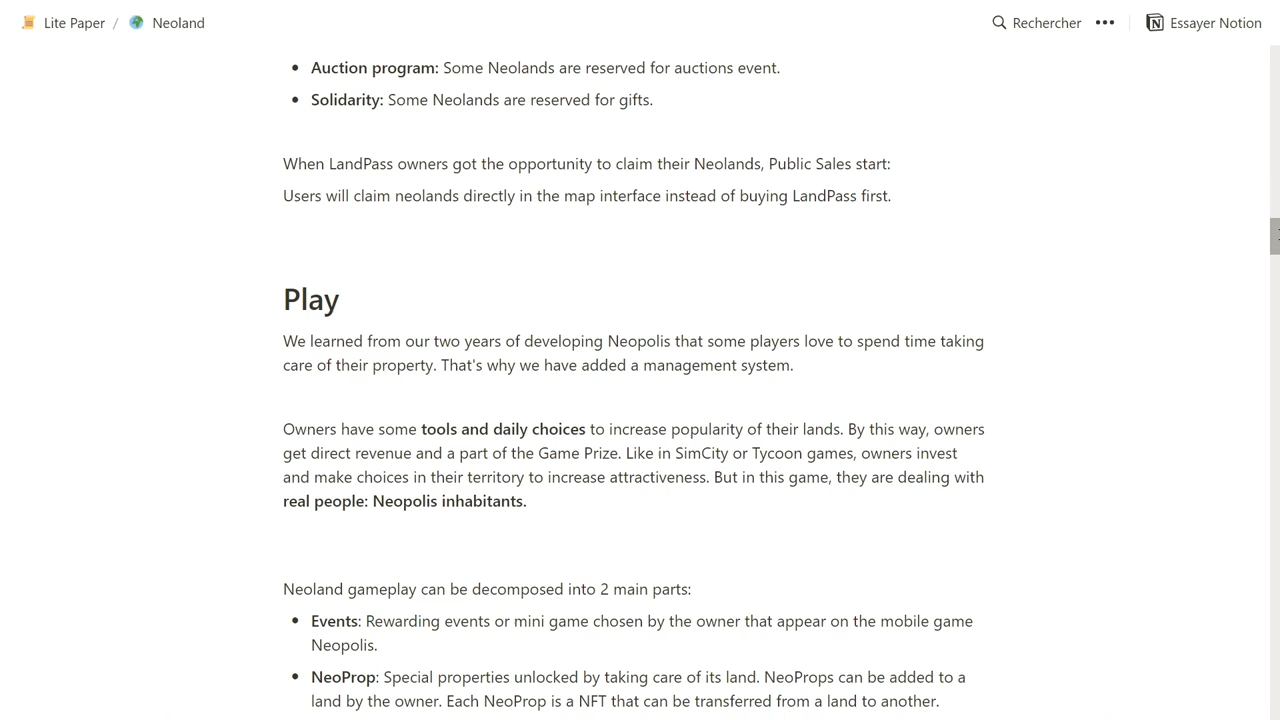 Lite Paper / Neoland
Rechercher ••• Essayer Notion
• Auction program: Some Neolands are reserved for auctions event.
• Solidarity: Some Neolands are reserved for gifts.
When LandPass owners got the opportunity to claim their Neolands, Public Sales start:
Users will claim neolands directly in the map interface instead of buying LandPass first.
Play
We learned from our two years of developing Neopolis that some players love to spend time taking
care of their property. That's why we have added a management system.
Owners have some tools and daily choices to increase popularity of their lands. By this way, owners
get direct revenue and a part of the Game Prize. Like in SimCity or Tycoon games, owners invest
and make choices in their territory to increase attractiveness. But in this game, they are dealing with
real people: Neopolis inhabitants.
Neoland gameplay can be decomposed into 2 main parts:
• Events: Rewarding events or mini game chosen by the owner that appear on the mobile game
Neopolis.
• NeoProp: Special properties unlocked by taking care of its land. NeoProps can be added to a
land by the owner. Each NeoProp is a NFT that can be transferred from a land to another.